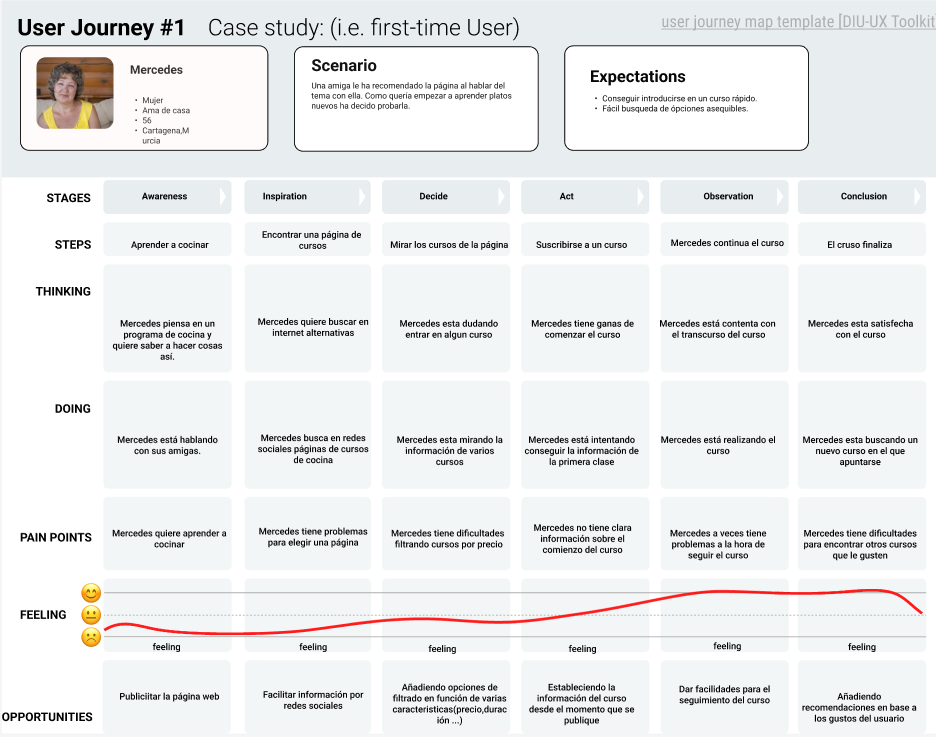 User Journey #1 Case study: (i.e. first-time User)
user journey map template [DIU-UX Toolkit
Mercedes
• Mujer
• Ama de casa
• 56
• Cartagena,M
urcia
Scenario
Una amiga le ha recomendado la página al hablar del
tema con ella. Como quería empezar a aprender platos
nuevos ha decido probarla.
Expectations
• Conseguir introducirse en un curso rápido.
• Fácil busqueda de ópciones asequibles.
STAGES
Awareness
Inspiration
Decide
Act
Observation
Conclusion
STEPS
Aprender a cocinar
Encontrar una página de
cursos
Mirar los cursos de la página
Suscribirse a un curso
Mercedes continua el curso
El cruso finaliza
THINKING
Mercedes piensa en un
programa de cocina y
quiere saber a hacer cosas
así.
Mercedes quiere buscar en
internet alternativas
Mercedes esta dudando
entrar en algun curso
Mercedes tiene ganas de
comenzar el curso
Mercedes está contenta con
el transcurso del curso
Mercedes esta satisfecha
con el curso
DOING
Mercedes está hablando
con sus amigas.
Mercedes busca en redes
sociales páginas de cursos
de cocina
Mercedes esta mirando la
información de varios
cursos
Mercedes está intentando
conseguir la información de
la primera clase
Mercedes está realizando el
curso
Mercedes esta buscando un
nuevo curso en el que
apuntarse
PAIN POINTS
Mercedes quiere aprender a
cocinar
Mercedes tiene problemas
para elegir una página
Mercedes tiene dificultades
filtrando cursos por precio
Mercedes no tiene clara
información sobre el
comienzo del curso
Mercedes a veces tiene
problemas a la hora de
seguir el curso
Mercedes tiene dificultades
para encontrar otros cursos
que le gusten
FEELING
feeling
feeling
feeling
feeling
feeling
feeling
OPPORTUNITIES
Publiciitar la página web
Facilitar información por
redes sociales
Añadiendo opciones de
filtrado en función de varias
caracteristicas(precio,durac
ión ...)
Estableciendo la
información del curso
desde el momento que se
publique
Dar facilidades para el
seguimiento del curso
Añadiendo
recomendaciones en base a
los gustos del usuario